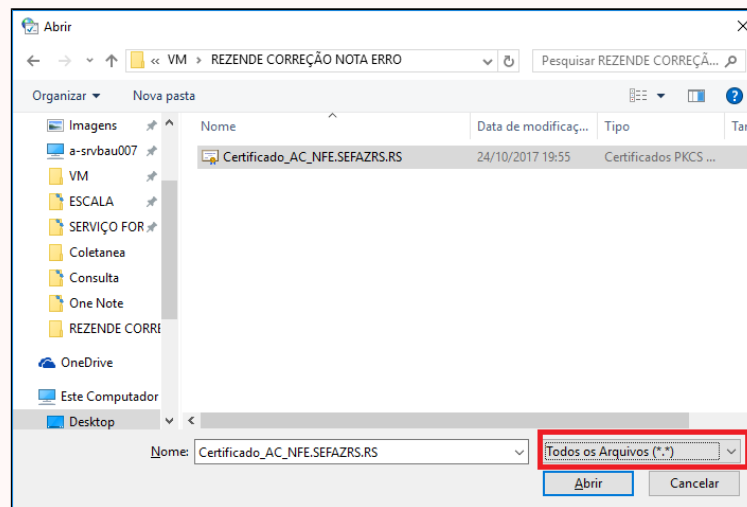 Abrir
« VM › REZENDE CORREÇÃO NOTA ERRO
Pesquisar REZENDE CORREÇÃ...
Organizar
Nova pasta
?
Nome
Data de modificaç...
Tipo
Tar
Certificado_AC_NFE.SEFAZRS.RS
24/10/2017 19:55
Certificados PKCS ...
Imagens
a-srvbau007
VM
ESCALA
SERVIÇO FOR
Coletanea
Consulta
One Note
REZENDE CORRE
OneDrive
Este Computador
Desktop
Nome:
Certificado_AC_NFE.SEFAZRS.RS
Todos os Arquivos (*.*)
Abrir
Cancelar